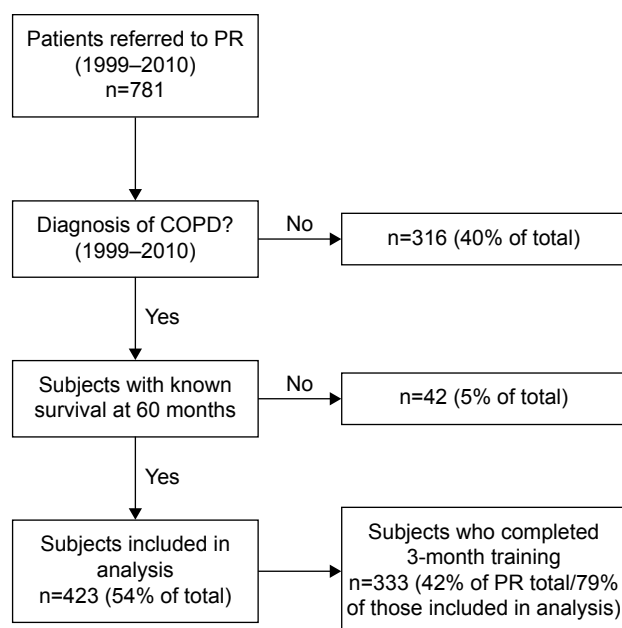 Patients referred to PR
(1999–2010)
n=781
Diagnosis of COPD?
(1999–2010)
No
n=316 (40% of total)
Yes
Subjects with known
survival at 60 months
No
n=42 (5% of total)
Yes
Subjects included in
analysis
n=423 (54% of total)
Subjects who completed
3-month training
n=333 (42% of PR total/79%
of those included in analysis)